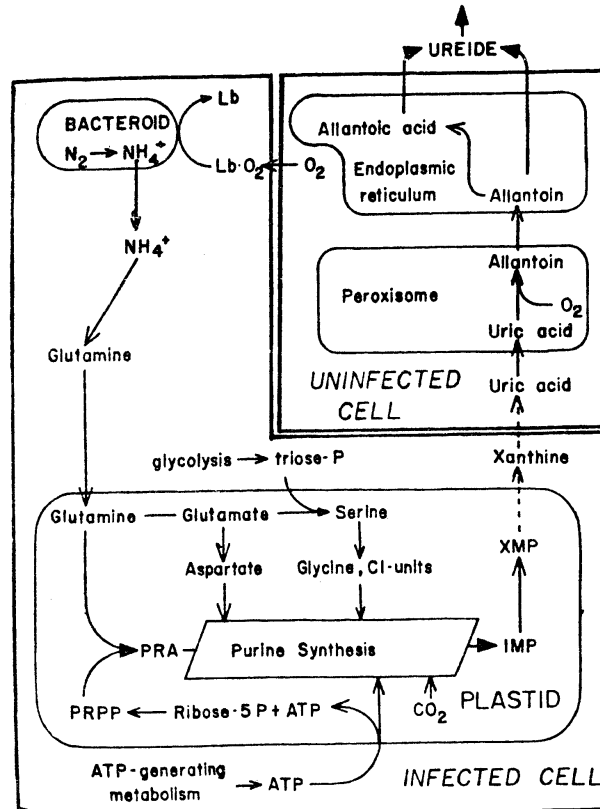 UREIDE
Lb
BACTEROID
N₂ → NH₄⁺
Lb·O₂ ← O₂
Allantoic acid
Endoplasmic
reticulum
Allantoin
NH₄⁺
Allantoin
Peroxisome
O₂
Uric acid
Glutamine
UNINFECTED
CELL
Uric acid
glycolysis → triose-P
Xanthine
Glutamine — Glutamate → Serine
XMP
Aspartate
Glycine, Cl-units
PRA
Purine Synthesis
IMP
PRPP ← Ribose-5P + ATP
CO₂
PLASTID
ATP-generating
metabolism
→ ATP
INFECTED CELL